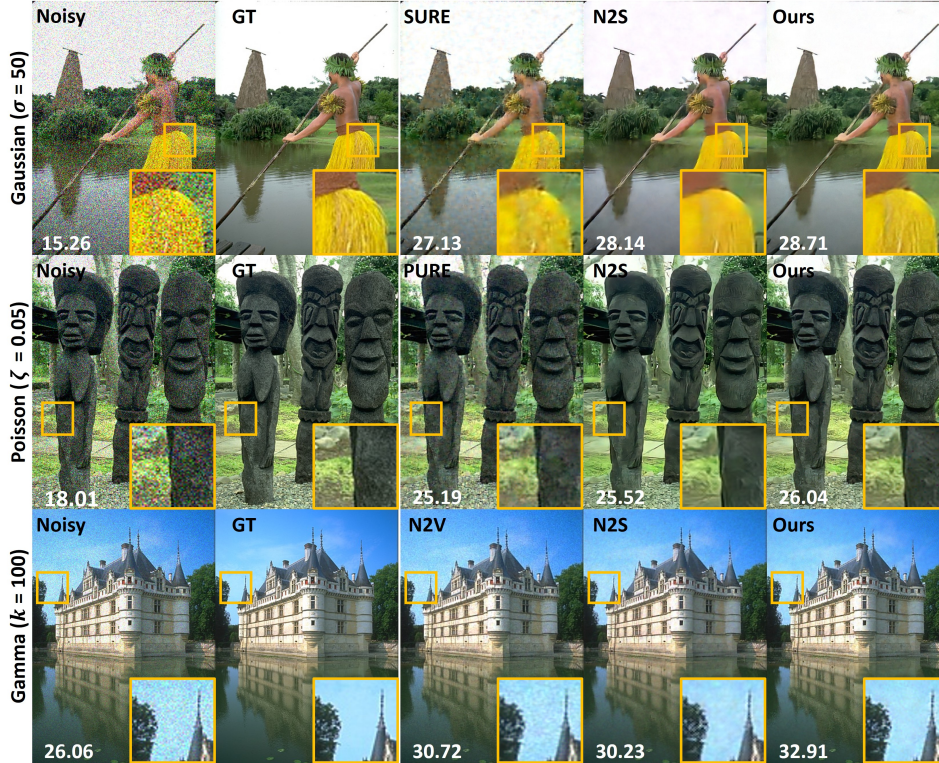 Noisy GT SURE N2S Ours
Gaussian (σ = 50)
15.26 27.13 28.14 28.71
Noisy GT PURE N2S Ours
Poisson (ζ = 0.05)
18.01 25.19 25.52 26.04
Noisy GT N2V N2S Ours
Gamma (k = 100)
26.06 30.72 30.23 32.91